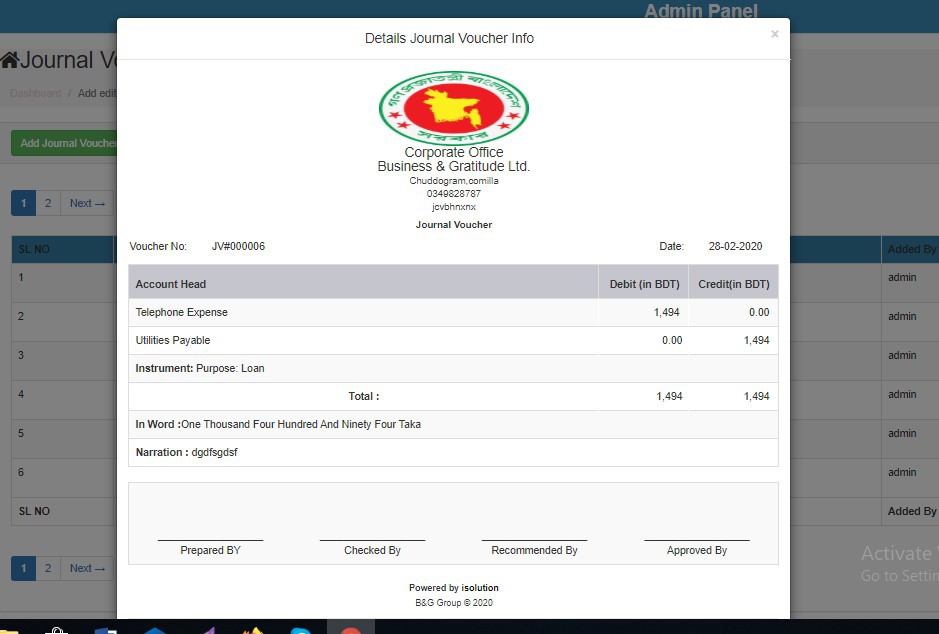 Admin Panel
Details Journal Voucher Info
×
Journal V
Dashboard / Add edit
Add Journal Voucher
গণপ্রজাতন্ত্রী বাংলাদেশ
সরকার
Corporate Office
Business & Gratitude Ltd.
Chuddogram,comilla
0349828787
jcvbhnxnx
Journal Voucher
1 2 Next →
Voucher No: JV#000006 Date: 28-02-2020
SL NO Added By
Account Head Debit (in BDT) Credit(in BDT)
1 admin
Telephone Expense 1,494 0.00
2 admin
Utilities Payable 0.00 1,494
3 admin
Instrument: Purpose: Loan
4 admin
Total : 1,494 1,494
In Word :One Thousand Four Hundred And Ninety Four Taka
5 admin
Narration : dgdfsgdsf
6 admin
SL NO Added By
Prepared BY Checked By Recommended By Approved By
Activate
1 2 Next →
Go to Settin
Powered by isolution
B&G Group © 2020